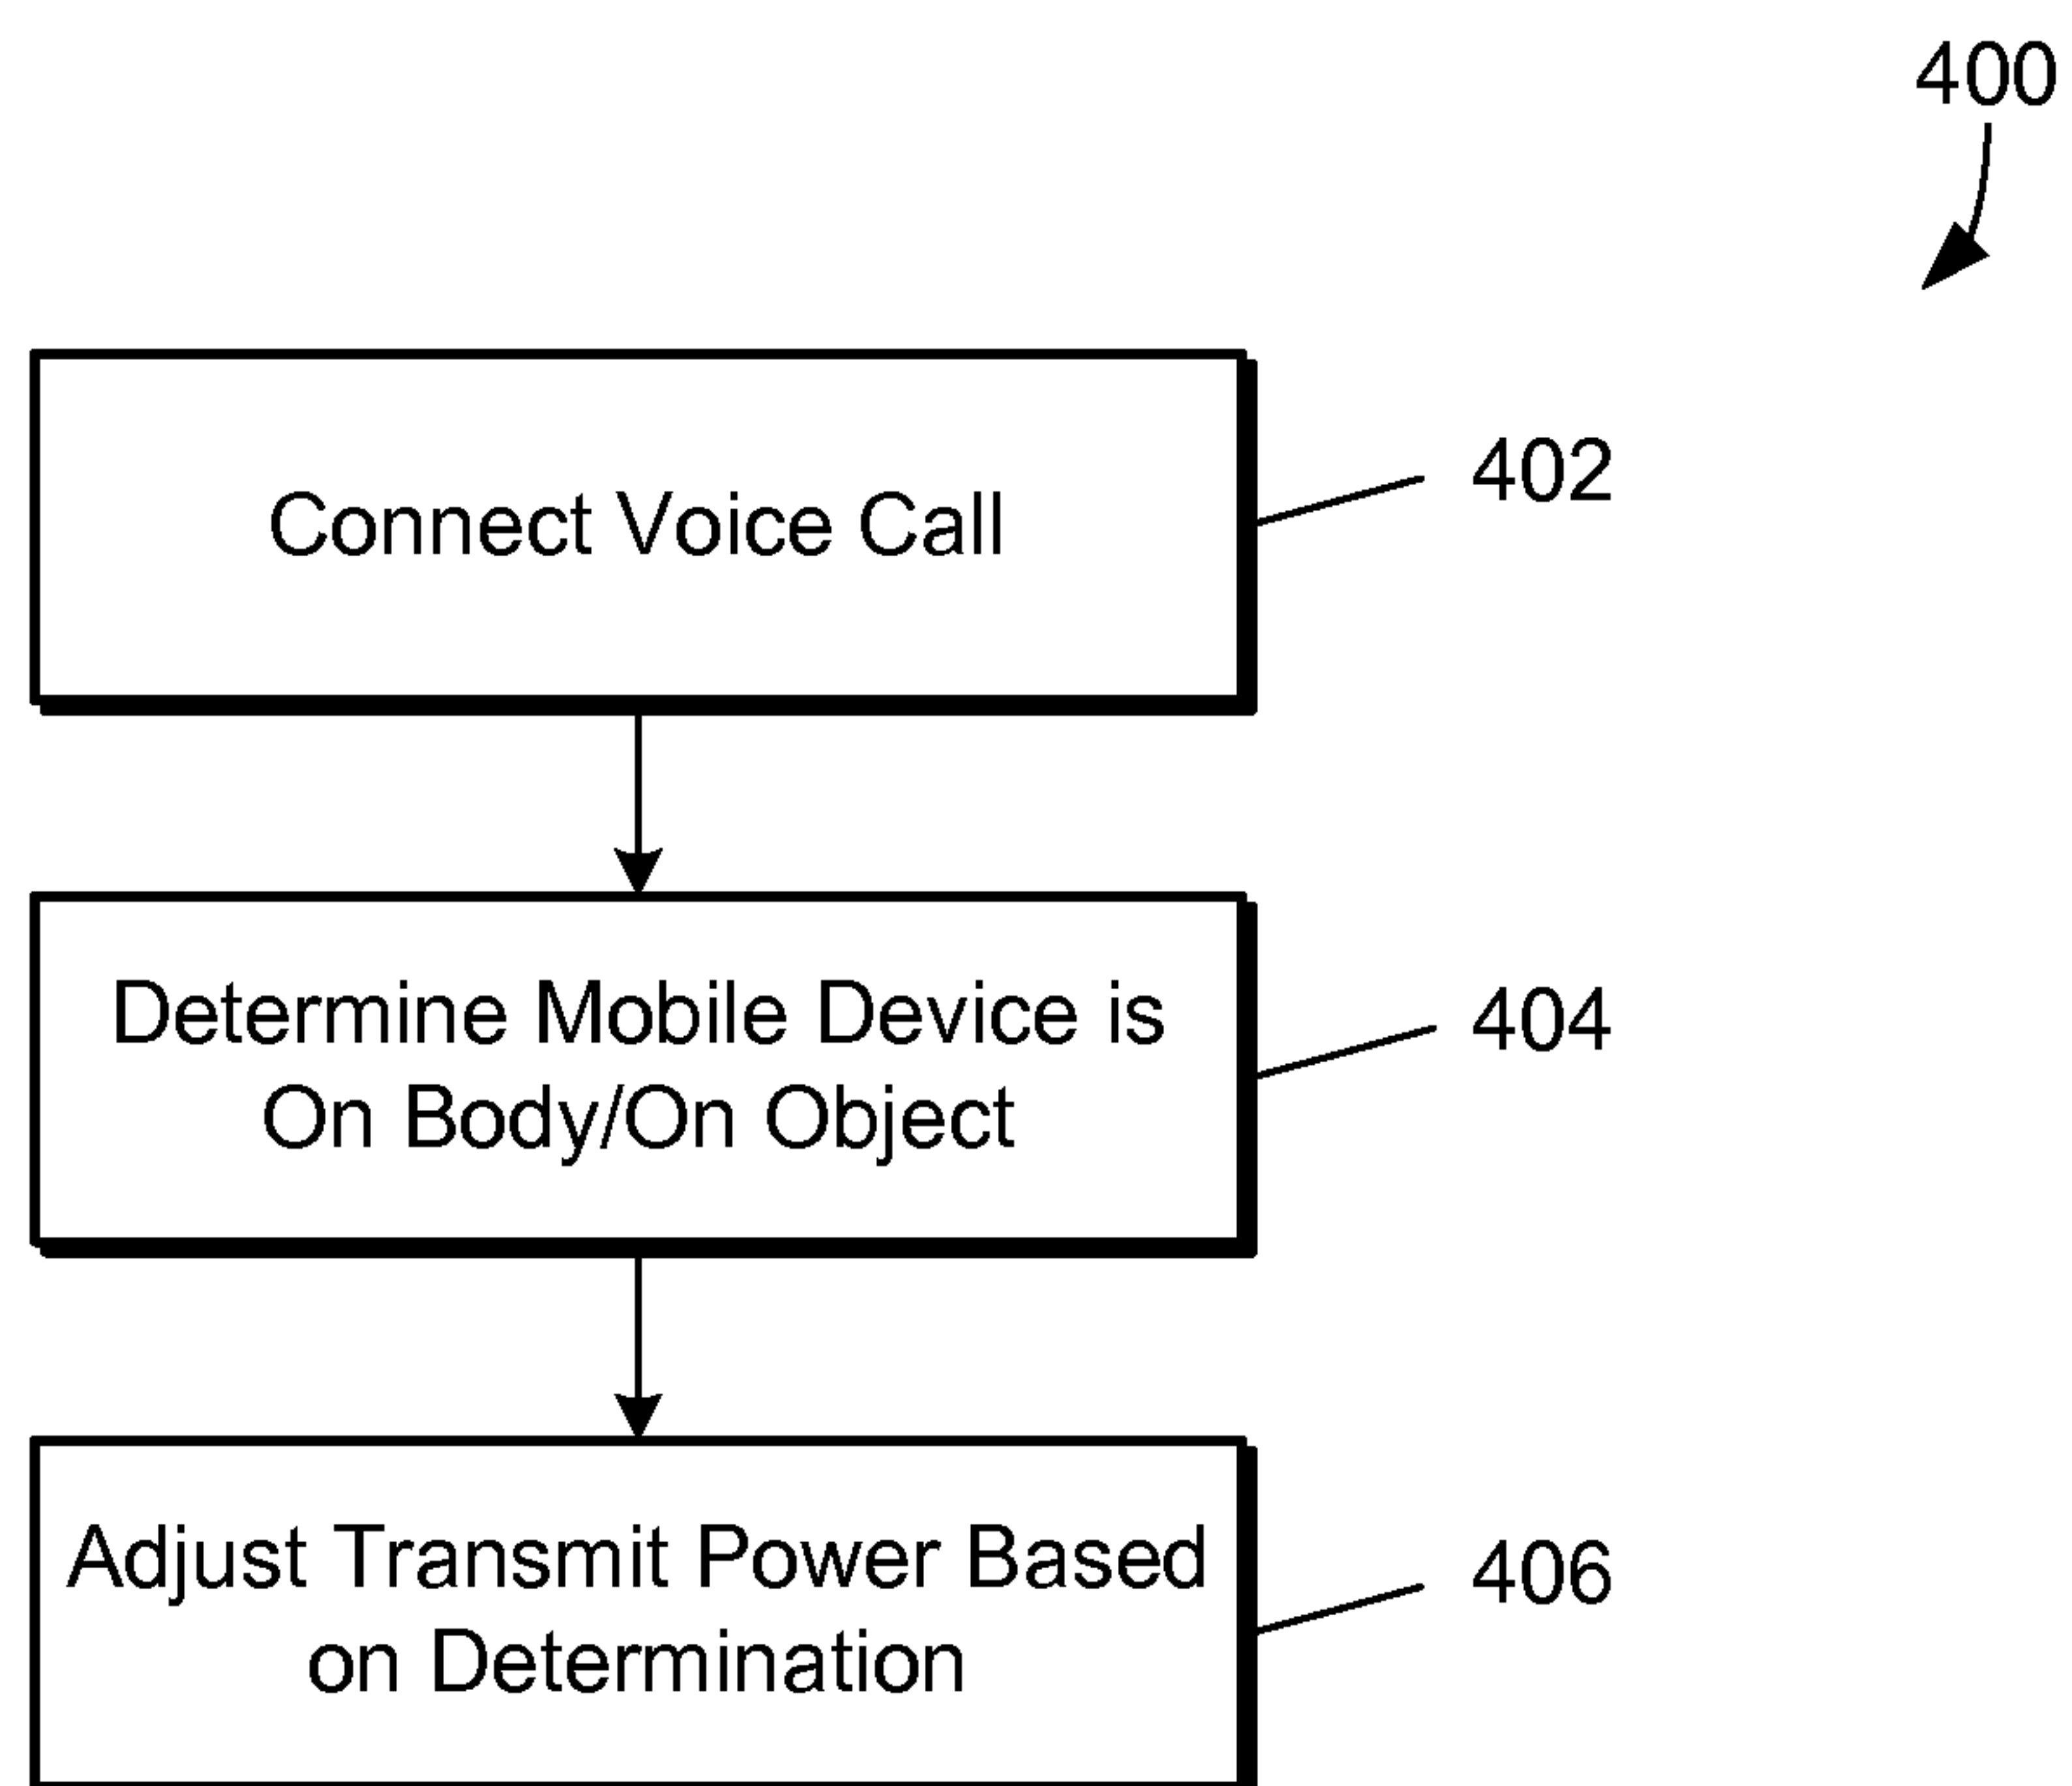 400
Connect Voice Call
402
Determine Mobile Device is
On Body/On Object
404
Adjust Transmit Power Based
on Determination
406